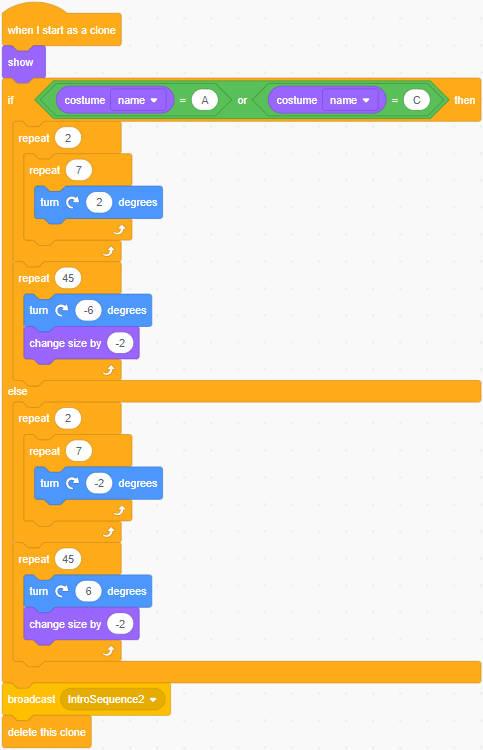 when I start as a clone
show
if costume name = A or costume name = C then
repeat 2
repeat 7
turn 2 degrees
repeat 45
turn -6 degrees
change size by -2
else
repeat 2
repeat 7
turn -2 degrees
repeat 45
turn 6 degrees
change size by -2
broadcast IntroSequence2
delete this clone